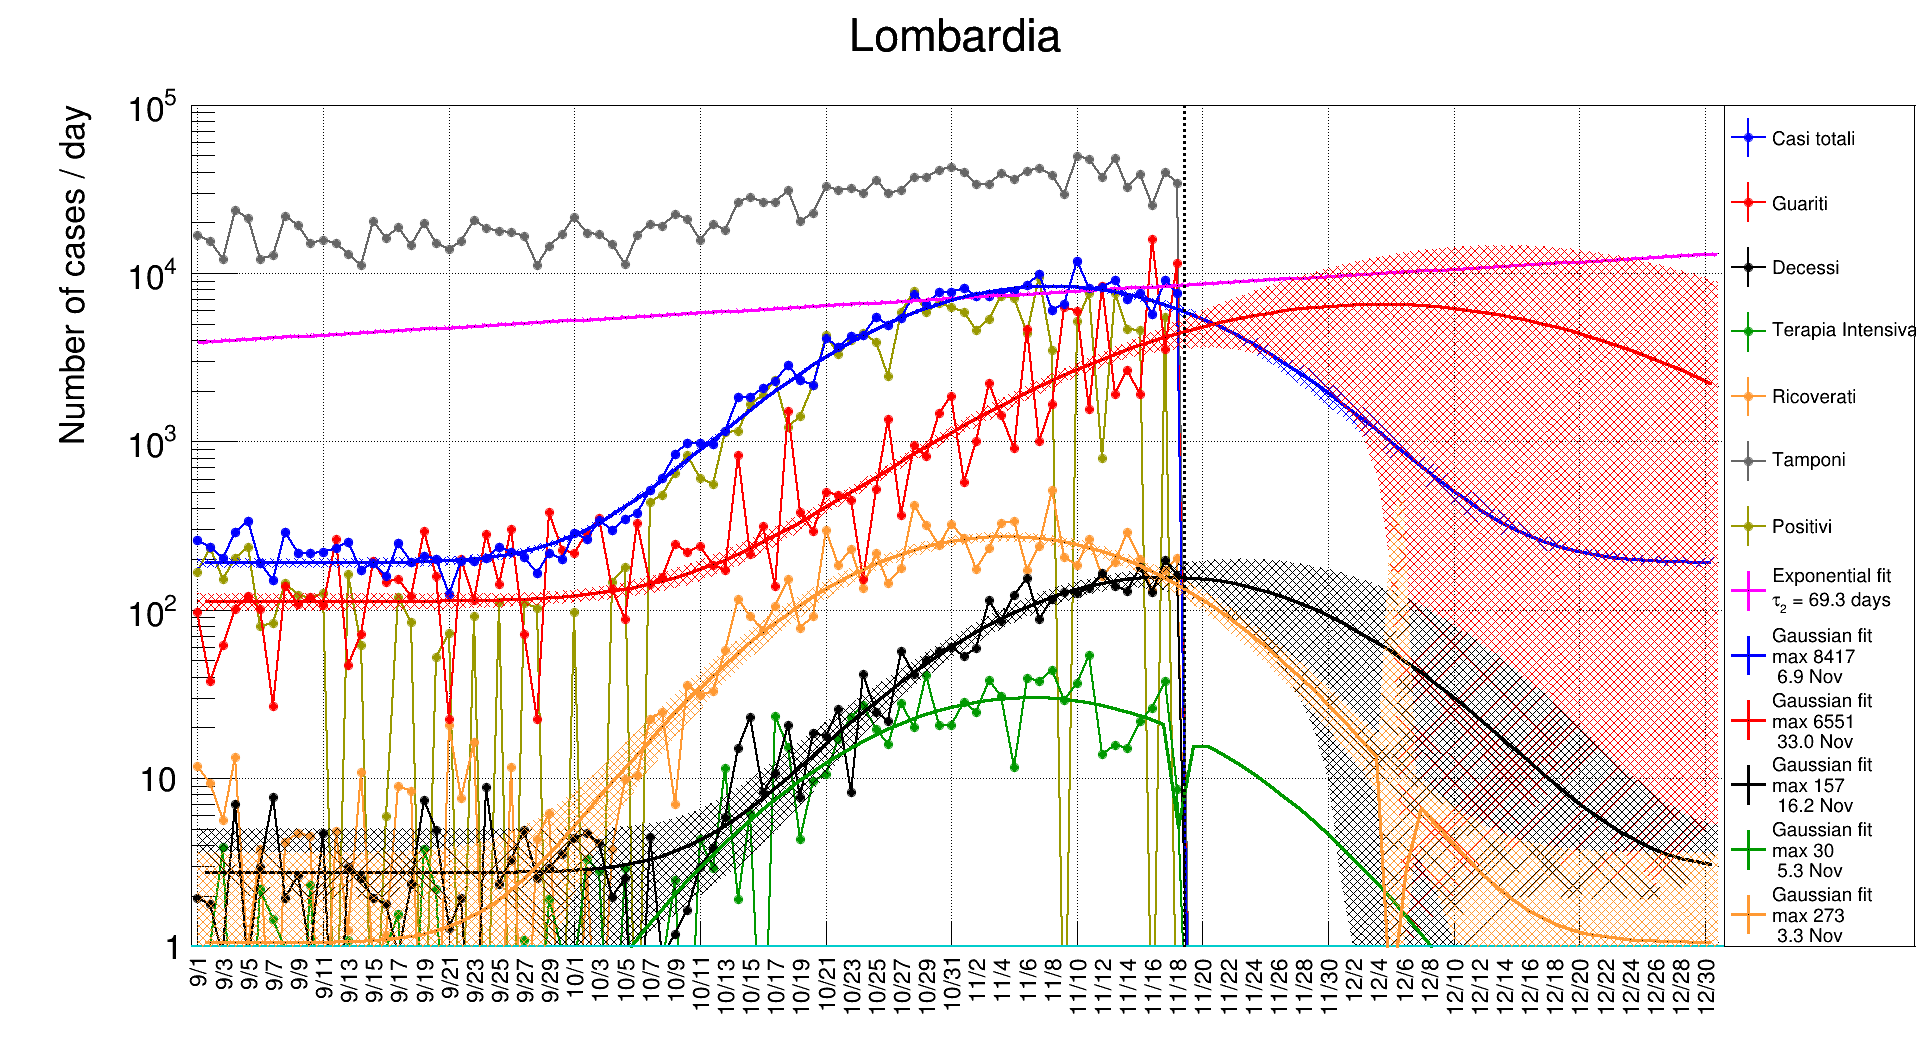 Lombardia
Number of cases / day
10^5
10^4
10^3
10^2
10
1
9/1
9/3
9/5
9/7
9/9
9/11
9/13
9/15
9/17
9/19
9/21
9/23
9/25
9/27
9/29
10/1
10/3
10/5
10/7
10/9
10/11
10/13
10/15
10/17
10/19
10/21
10/23
10/25
10/27
10/29
10/31
11/2
11/4
11/6
11/8
11/10
11/12
11/14
11/16
11/18
11/20
11/22
11/24
11/26
11/28
11/30
12/2
12/4
12/6
12/8
12/10
12/12
12/14
12/16
12/18
12/20
12/22
12/24
12/26
12/28
12/30
Casi totali
Guariti
Decessi
Terapia Intensiva
Ricoverati
Tamponi
Positivi
Exponential fit
τ₂ = 69.3 days
Gaussian fit
max 8417
6.9 Nov
Gaussian fit
max 6551
33.0 Nov
Gaussian fit
max 157
16.2 Nov
Gaussian fit
max 30
5.3 Nov
Gaussian fit
max 273
3.3 Nov